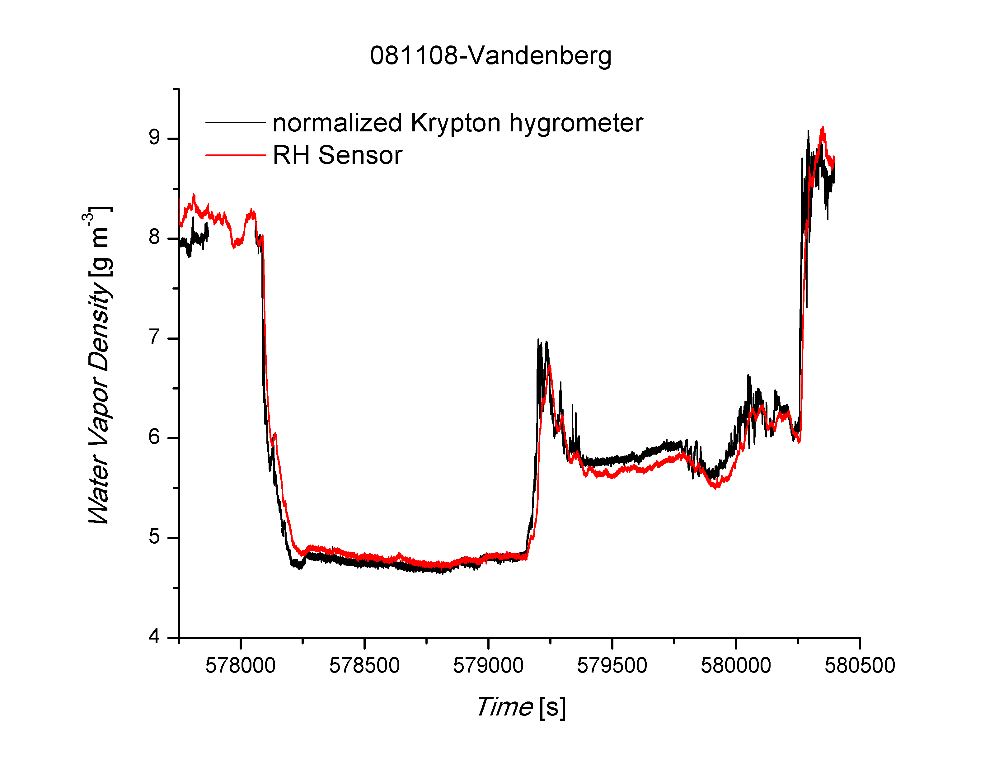 081108-Vandenberg
normalized Krypton hygrometer
RH Sensor
Water Vapor Density [g m⁻³]
9
8
7
6
5
4
578000 578500 579000 579500 580000 580500
Time [s]